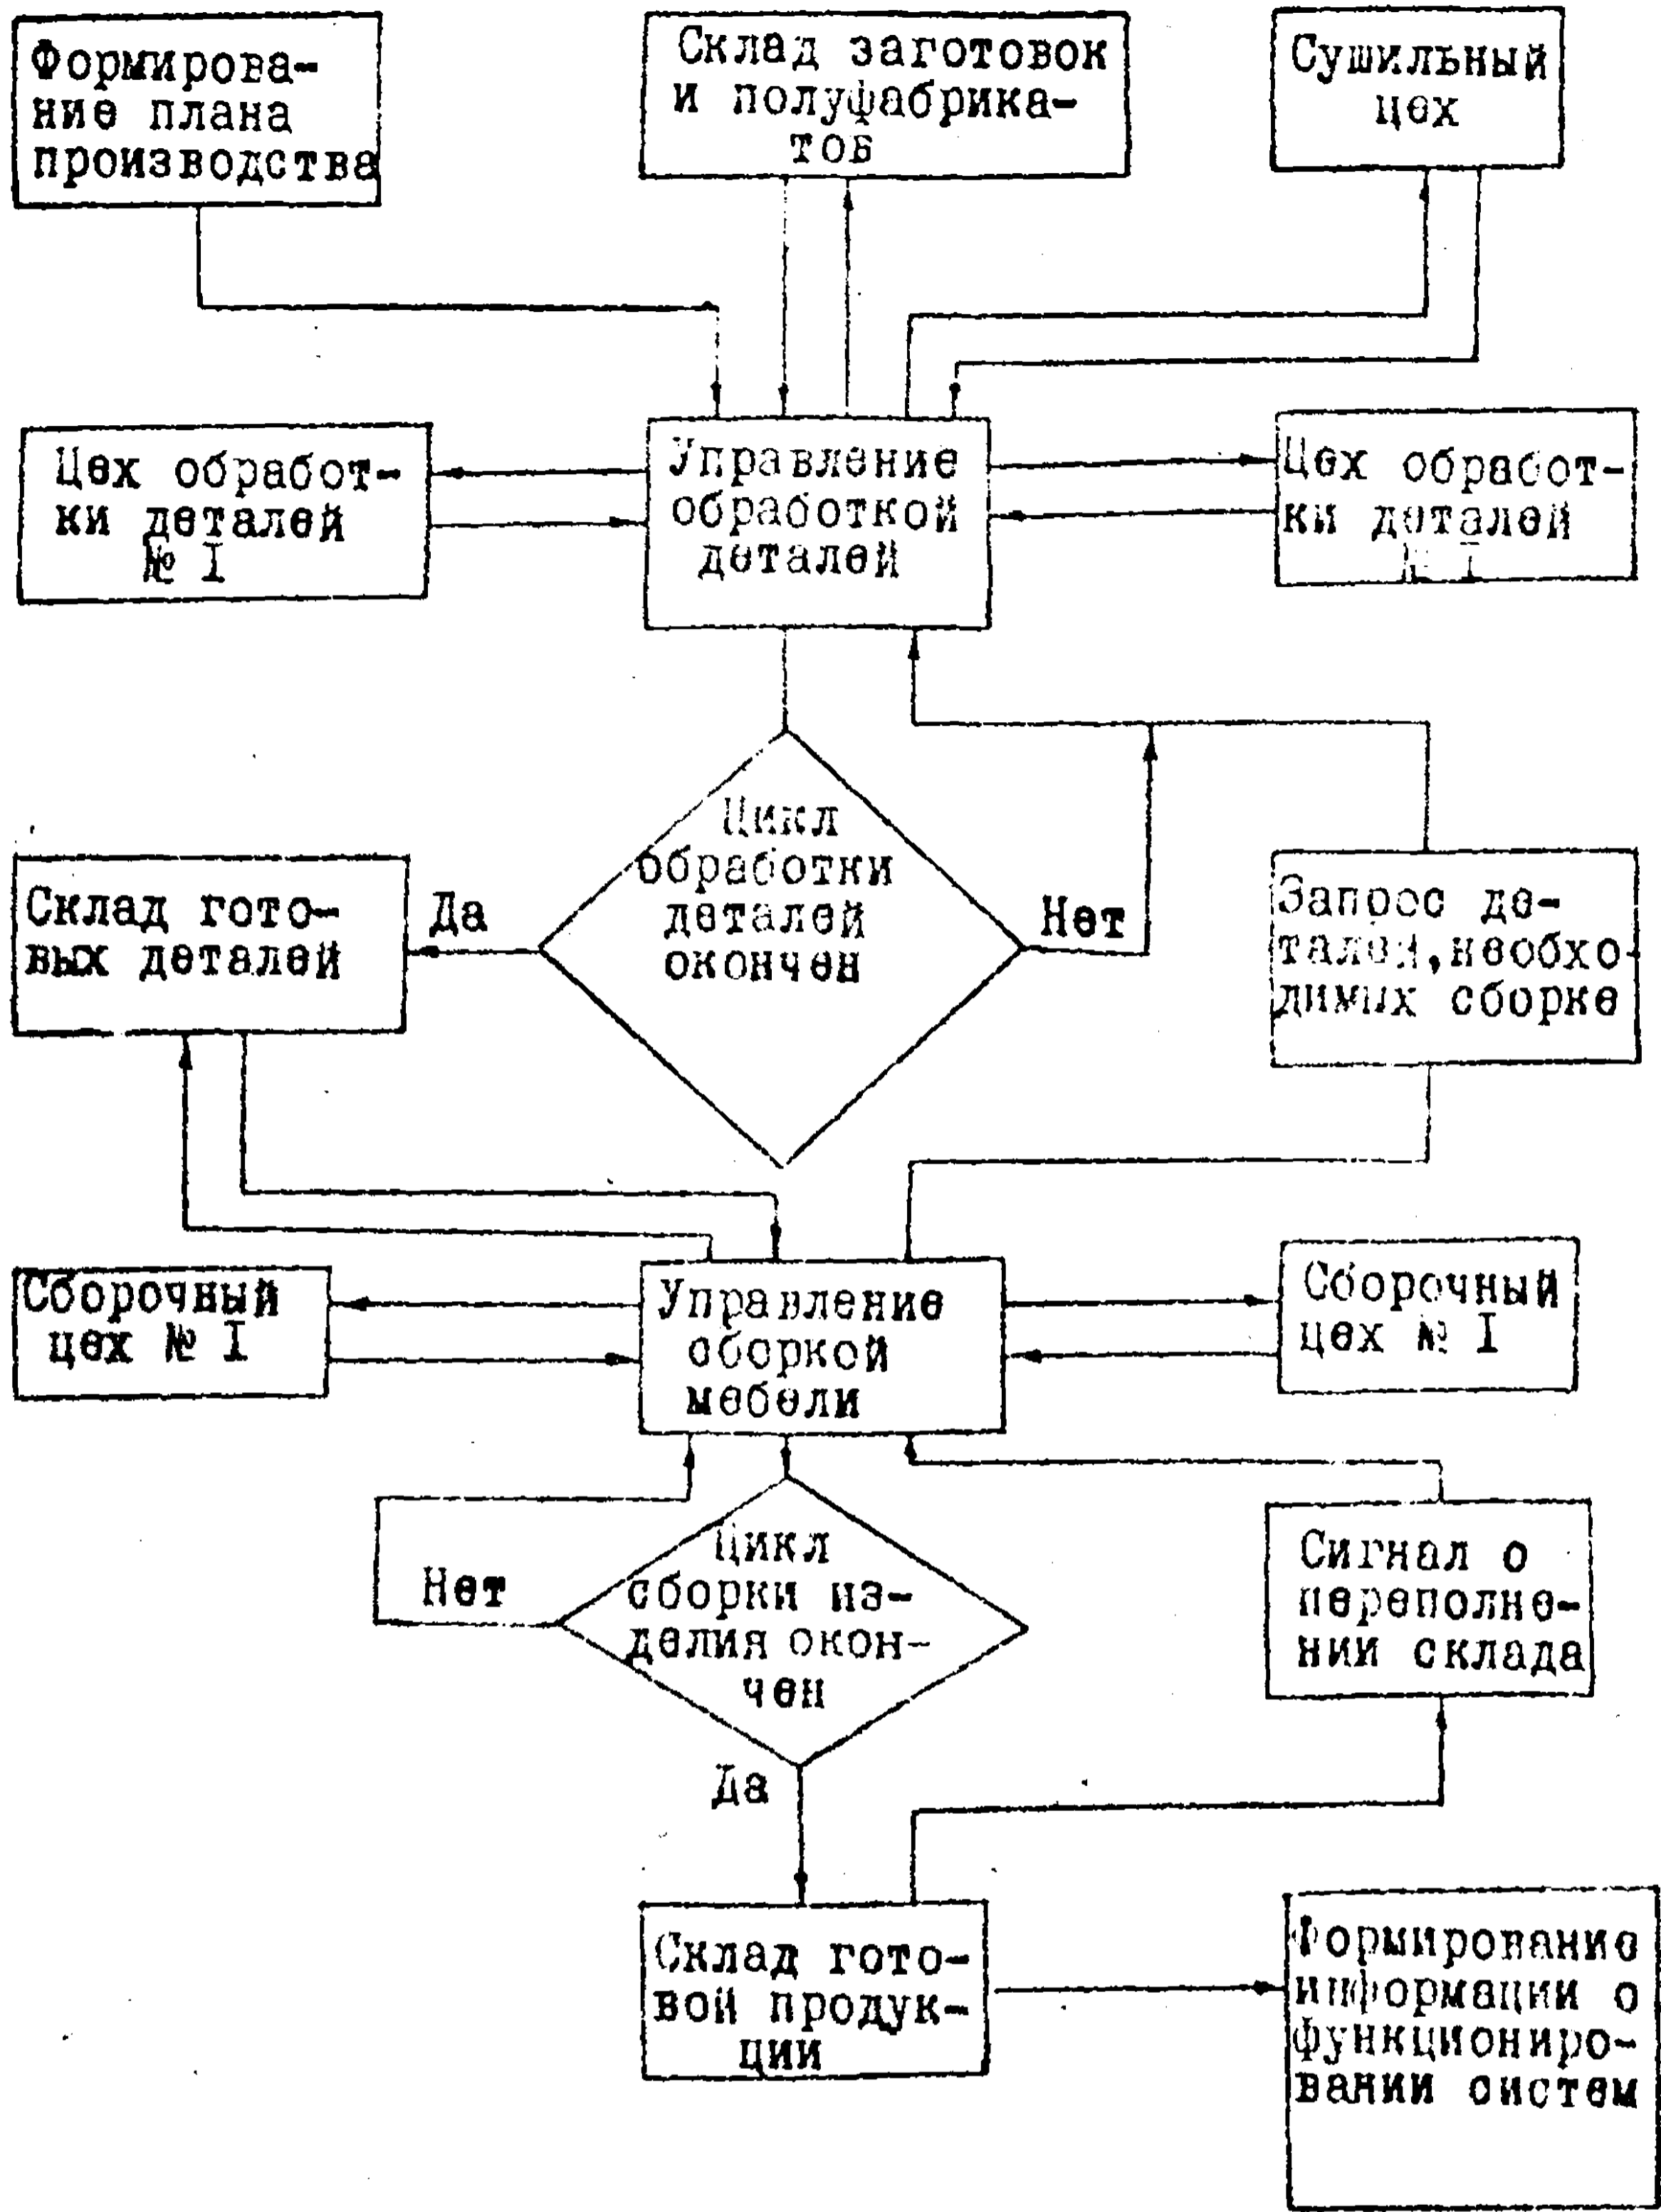 Формирова-
ние плана
производства
Склад заготовок
и полуфабрика-
тов
Сушильный
цех
Цех обработ-
ки деталей
№ I
Управление
обработкой
деталей
Цех обработ-
ки деталей
№ I
Цикл
обработки
деталей
окончен
Да
Нет
Склад гото-
вых деталей
Запрос де-
талей, необхо-
димых сборке
Сборочный
цех № I
Управление
сборкой
мебели
Сборочный
цех № I
Цикл
сборки из-
делия окон-
чен
Нет
Да
Сигнал о
переполне-
нии склада
Склад гото-
вой продук-
ции
Формирование
информации о
функциониро-
вании систем